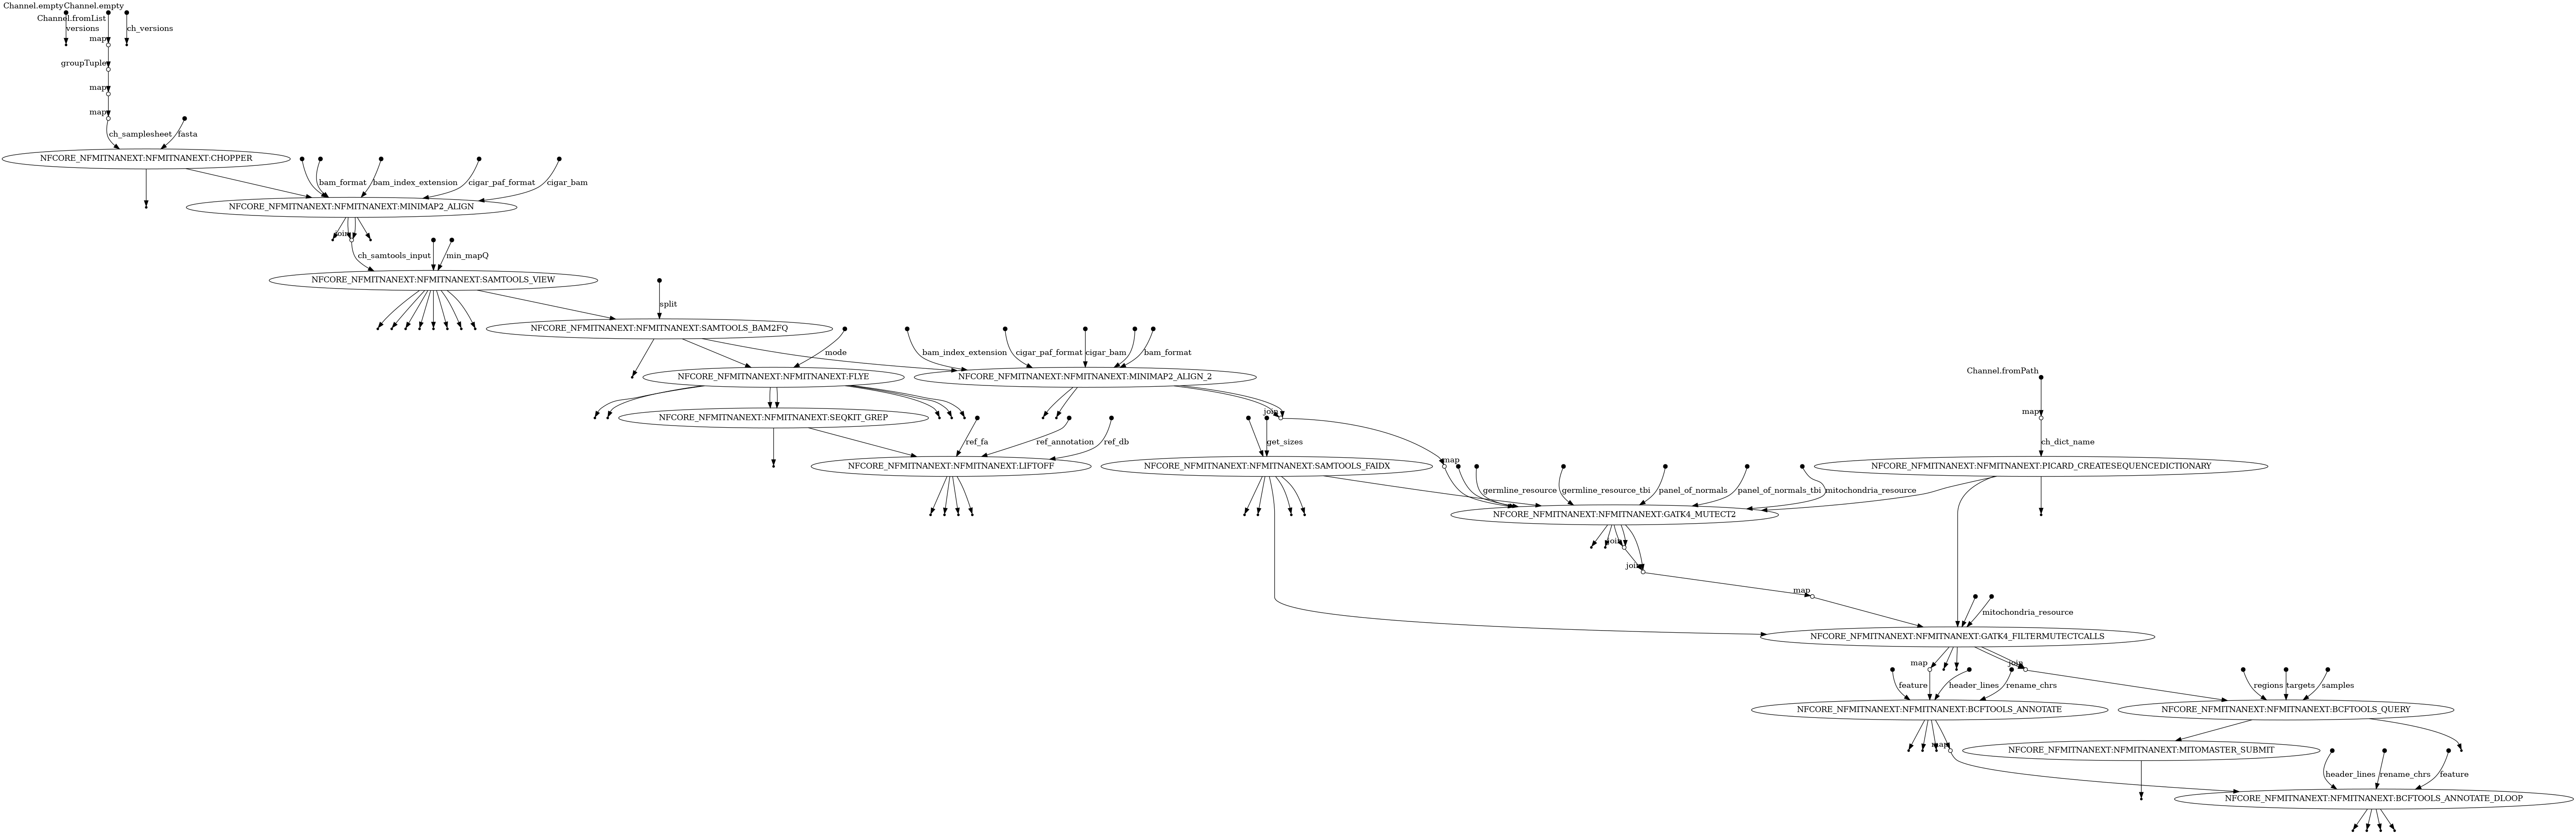 Channel.empty Channel.empty
Channel.fromList
versions ch_versions
map
groupTuple
map
map
ch_samplesheet fasta
NFCORE_NFMITNANEXT:NFMITNANEXT:CHOPPER
bam_format bam_index_extension cigar_paf_format cigar_bam
NFCORE_NFMITNANEXT:NFMITNANEXT:MINIMAP2_ALIGN
join
ch_samtools_input min_mapQ
NFCORE_NFMITNANEXT:NFMITNANEXT:SAMTOOLS_VIEW
split
NFCORE_NFMITNANEXT:NFMITNANEXT:SAMTOOLS_BAM2FQ
mode bam_index_extension cigar_paf_format cigar_bam bam_format
Channel.fromPath
NFCORE_NFMITNANEXT:NFMITNANEXT:FLYE NFCORE_NFMITNANEXT:NFMITNANEXT:MINIMAP2_ALIGN_2
join map
NFCORE_NFMITNANEXT:NFMITNANEXT:SEQKIT_GREP
ref_fa ref_annotation ref_db get_sizes ch_dict_name
map
NFCORE_NFMITNANEXT:NFMITNANEXT:LIFTOFF NFCORE_NFMITNANEXT:NFMITNANEXT:SAMTOOLS_FAIDX NFCORE_NFMITNANEXT:NFMITNANEXT:PICARD_CREATESEQUENCEDICTIONARY
germline_resource germline_resource_tbi panel_of_normals panel_of_normals_tbi mitochondria_resource
NFCORE_NFMITNANEXT:NFMITNANEXT:GATK4_MUTECT2
join
join
map
mitochondria_resource
NFCORE_NFMITNANEXT:NFMITNANEXT:GATK4_FILTERMUTECTCALLS
map join
feature header_lines rename_chrs regions targets samples
NFCORE_NFMITNANEXT:NFMITNANEXT:BCFTOOLS_ANNOTATE NFCORE_NFMITNANEXT:NFMITNANEXT:BCFTOOLS_QUERY
map
NFCORE_NFMITNANEXT:NFMITNANEXT:MITOMASTER_SUBMIT
header_lines rename_chrs feature
NFCORE_NFMITNANEXT:NFMITNANEXT:BCFTOOLS_ANNOTATE_DLOOP